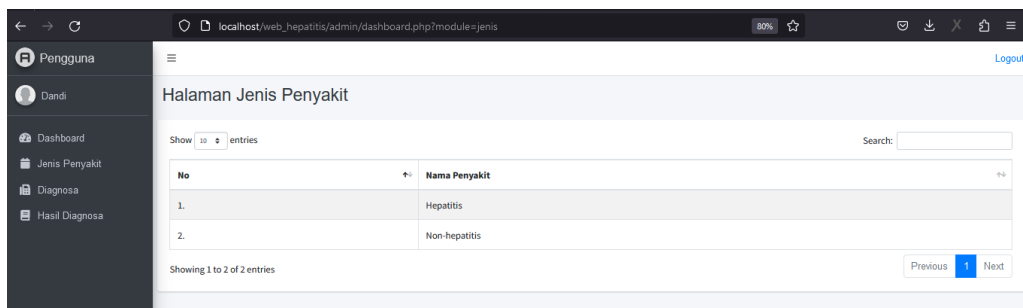 localhost/web_hepatitis/admin/dashboard.php?module=jenis
80%
Pengguna
Logout
Dandi
Halaman Jenis Penyakit
Dashboard
Jenis Penyakit
Diagnosa
Hasil Diagnosa
Show 10 entries
Search:
No Nama Penyakit
1. Hepatitis
2. Non-hepatitis
Showing 1 to 2 of 2 entries
Previous 1 Next